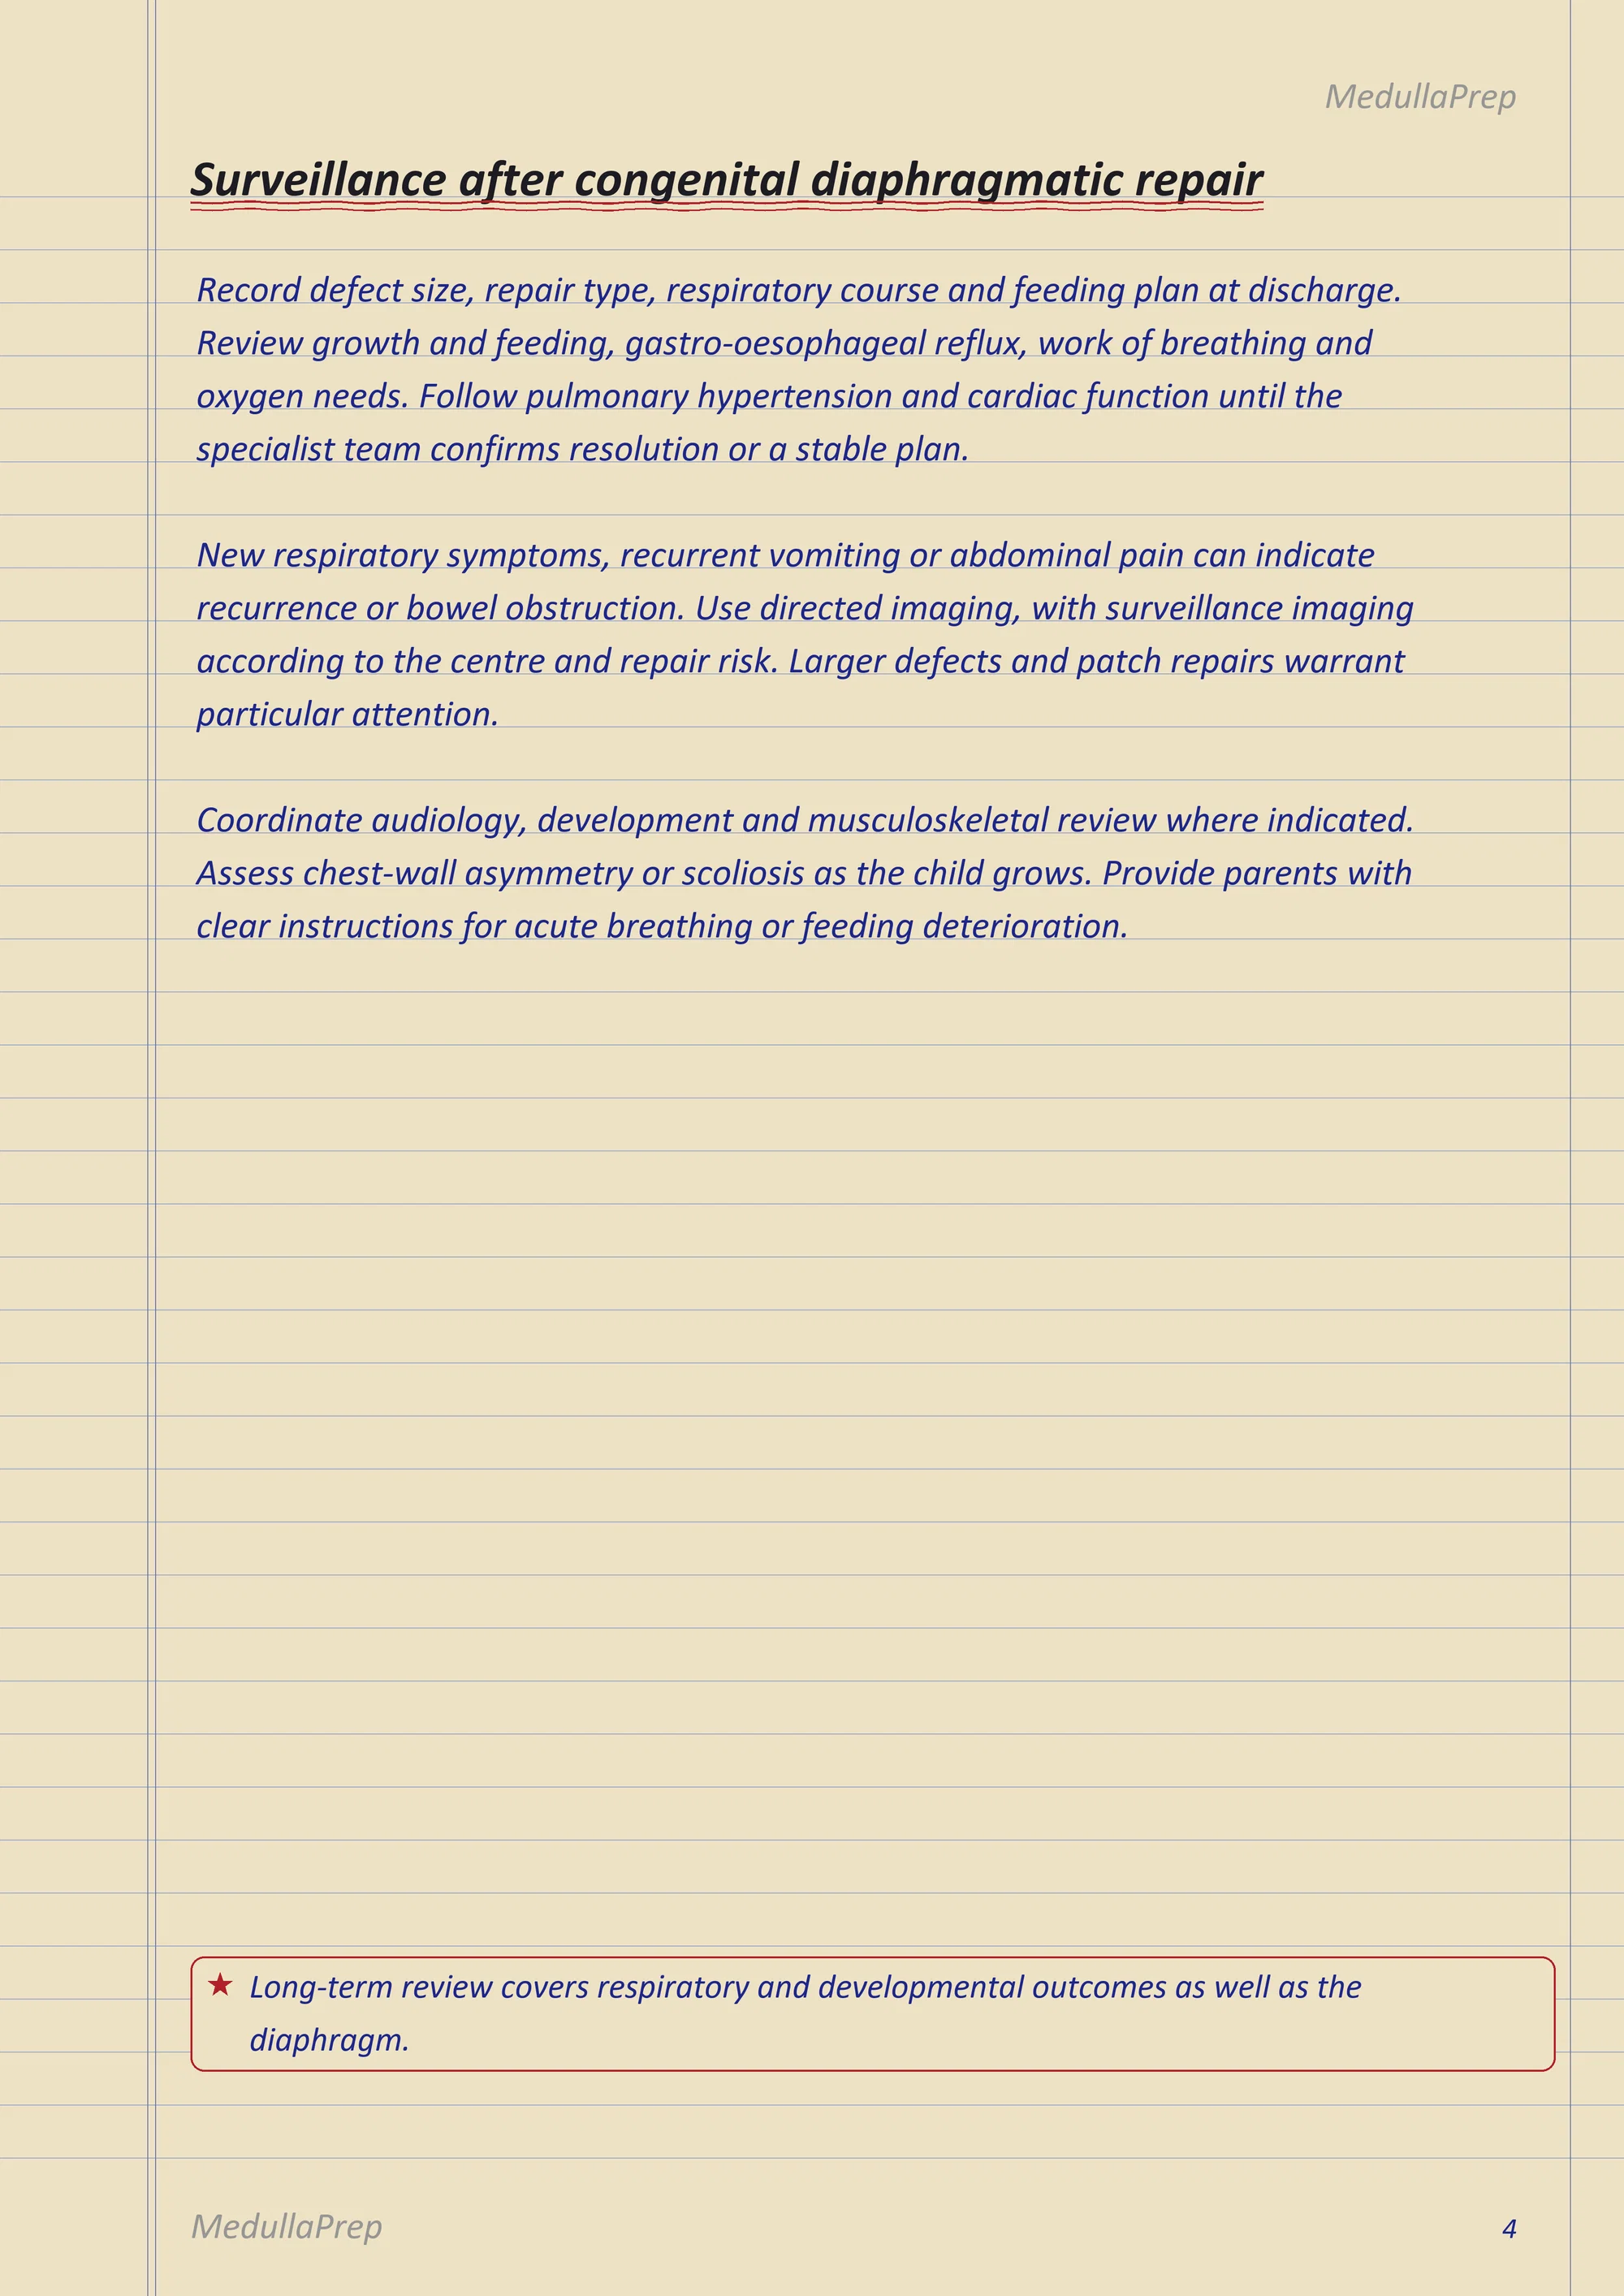 MedullaPrep
Surveillance after congenital diaphragmatic repair
Record defect size, repair type, respiratory course and feeding plan at discharge.
Review growth and feeding, gastro-oesophageal reflux, work of breathing and
oxygen needs. Follow pulmonary hypertension and cardiac function until the
specialist team confirms resolution or a stable plan.
New respiratory symptoms, recurrent vomiting or abdominal pain can indicate
recurrence or bowel obstruction. Use directed imaging, with surveillance imaging
according to the centre and repair risk. Larger defects and patch repairs warrant
particular attention.
Coordinate audiology, development and musculoskeletal review where indicated.
Assess chest-wall asymmetry or scoliosis as the child grows. Provide parents with
clear instructions for acute breathing or feeding deterioration.
★ Long-term review covers respiratory and developmental outcomes as well as the
diaphragm.
MedullaPrep
4